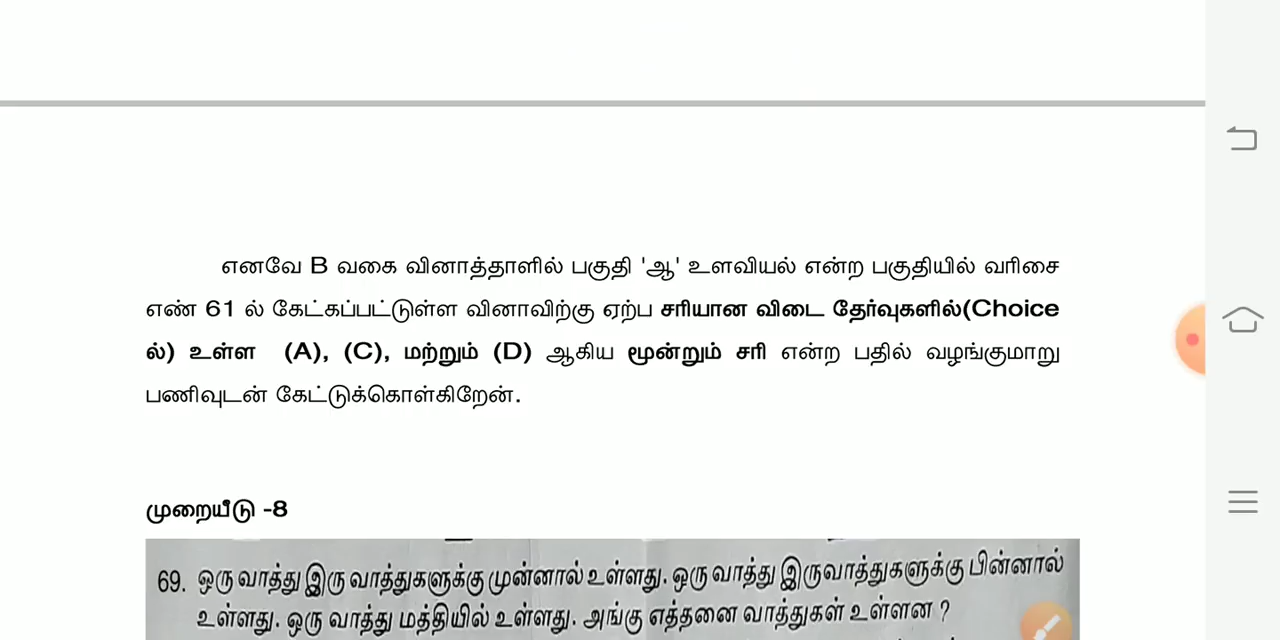 எனவே B வகை வினாத்தாளில் பகுதி 'ஆ' உளவியல் என்ற பகுதியில் வரிசை
எண் 61 ல் கேட்கப்பட்டுள்ள வினாவிற்கு ஏற்ப சரியான விடை தேர்வுகளில்(Choice
ல்) உள்ள (A), (C), மற்றும் (D) ஆகிய மூன்றும் சரி என்ற பதில் வழங்குமாறு
பணிவுடன் கேட்டுக்கொள்கிறேன்.
முறையீடு -8
69. ஒரு வாத்து இரு வாத்துகளுக்கு முன்னால் உள்ளது. ஒரு வாத்து இருவாத்துகளுக்கு பின்னால்
உள்ளது. ஒரு வாத்து மத்தியில் உள்ளது. அங்கு எத்தனை வாத்துகள் உள்ளன ?